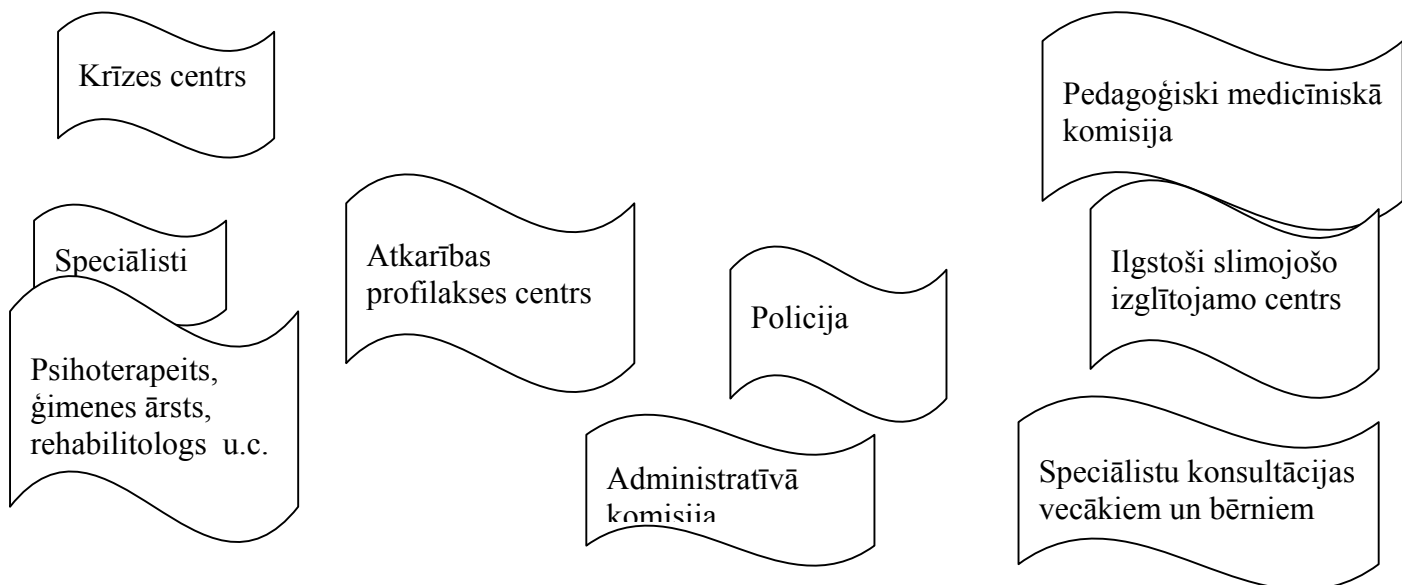 Krīzes centrs
Pedagoģiski medicīniskā
komisija
Speciālisti
Atkarības
profilakses centrs
Ilgstoši slimojošo
izglītojamo centrs
Policija
Psihoterapeits,
ģimenes ārsts,
rehabilitologs u.c.
Administratīvā
komisija
Speciālistu konsultācijas
vecākiem un bērniem